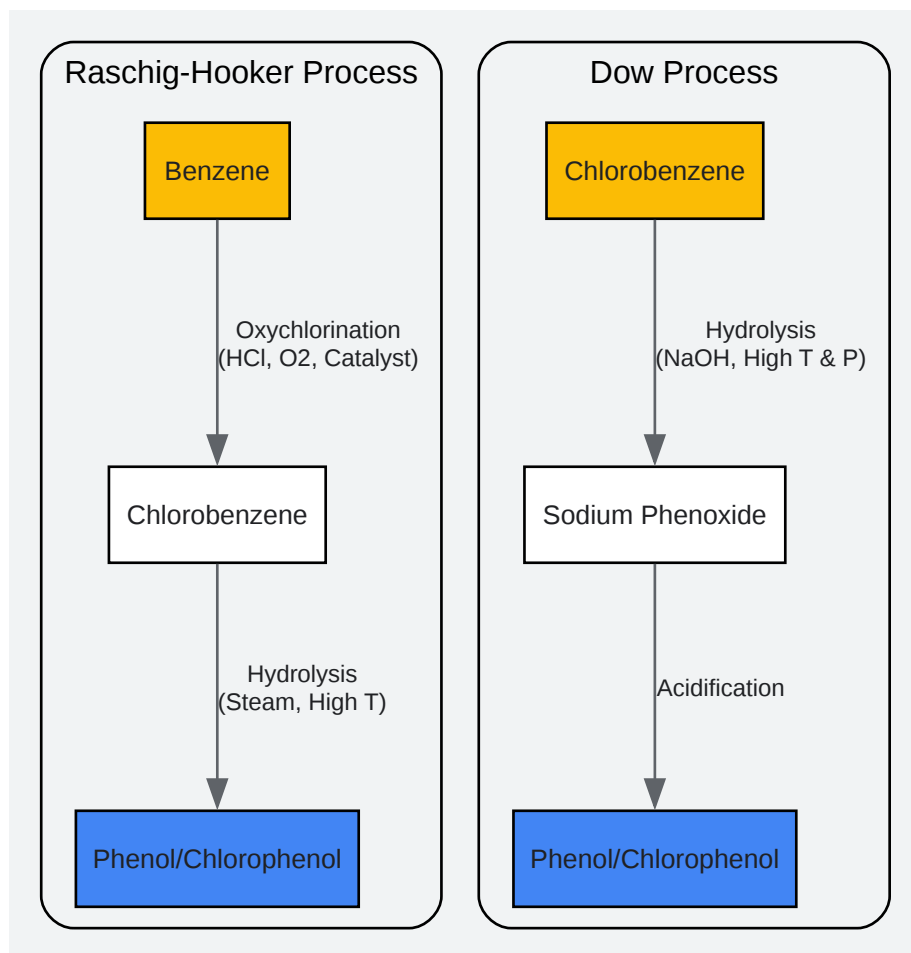 Raschig-Hooker Process
Benzene
Oxychlorination
(HCl, O2, Catalyst)
Chlorobenzene
Hydrolysis
(Steam, High T)
Phenol/Chlorophenol
Dow Process
Chlorobenzene
Hydrolysis
(NaOH, High T & P)
Sodium Phenoxide
Acidification
Phenol/Chlorophenol